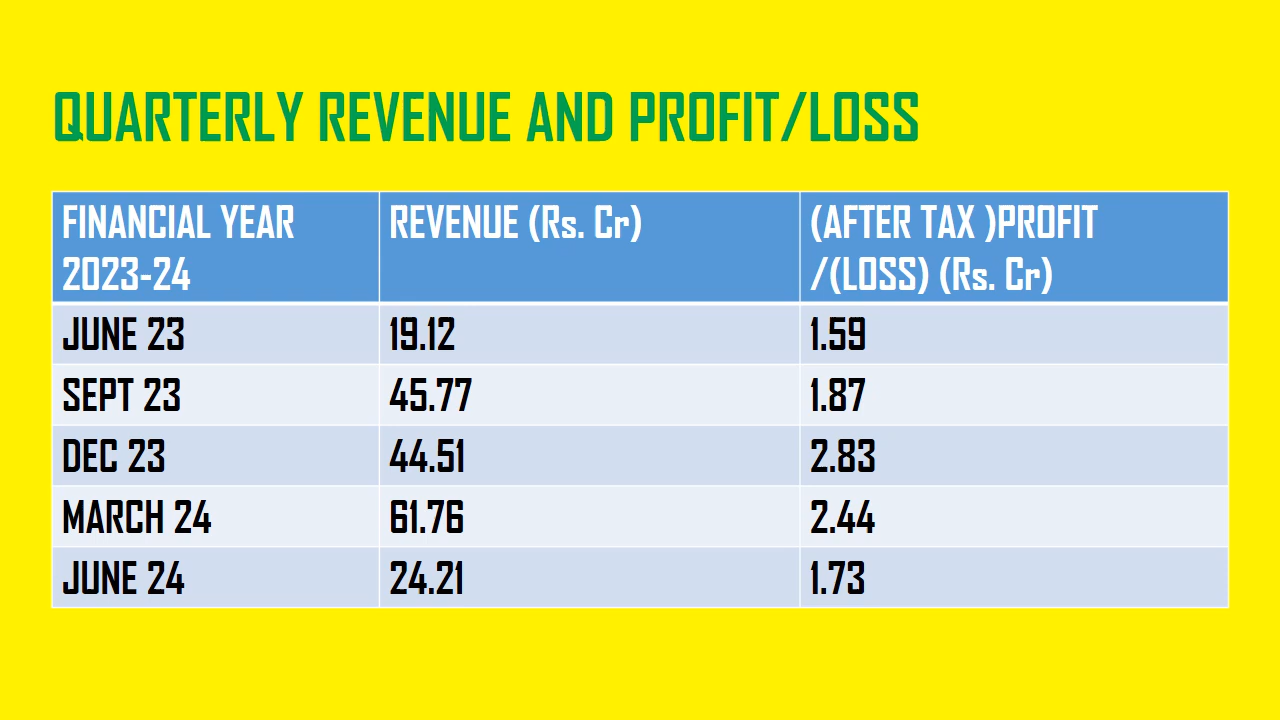 QUARTERLY REVENUE AND PROFIT/LOSS
FINANCIAL YEAR 2023-24 REVENUE (Rs. Cr) (AFTER TAX )PROFIT /(LOSS) (Rs. Cr)
JUNE 23 19.12 1.59
SEPT 23 45.77 1.87
DEC 23 44.51 2.83
MARCH 24 61.76 2.44
JUNE 24 24.21 1.73